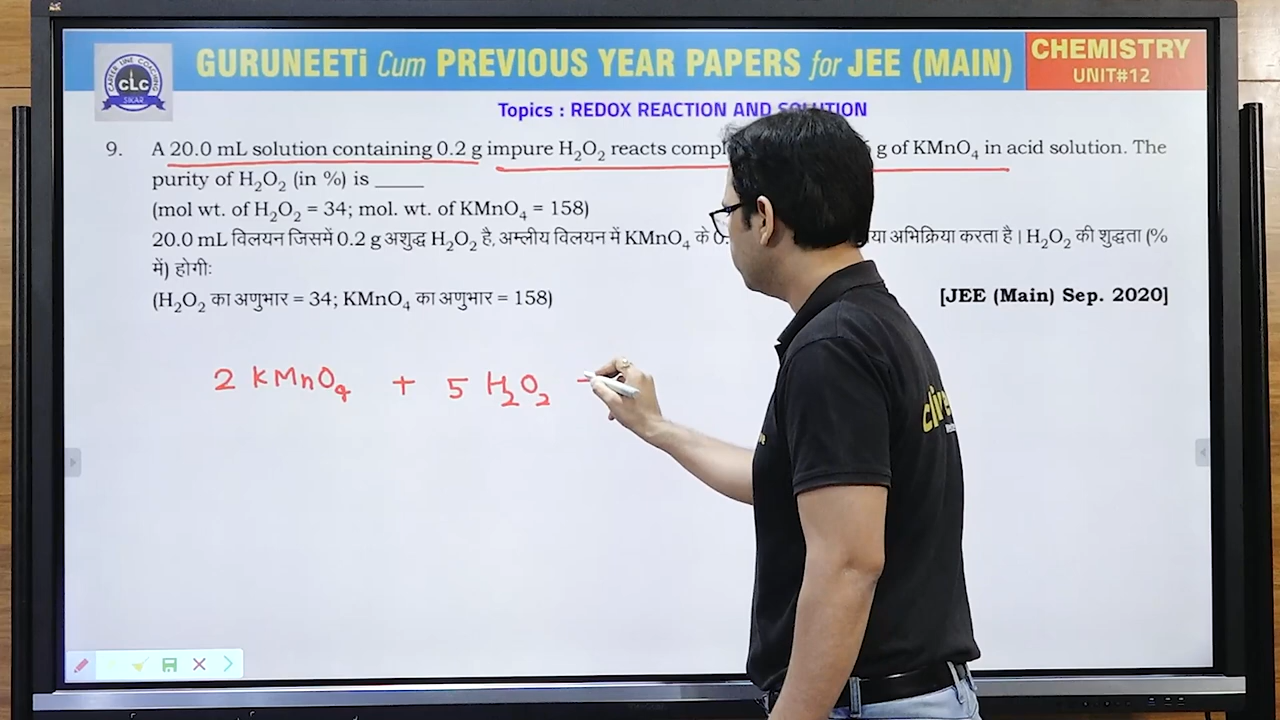 GURUNEETi Cum PREVIOUS YEAR PAPERS for JEE (MAIN)
CHEMISTRY
UNIT#12
CLC
SIKAR
Topics : REDOX REACTION AND SOLUTION
9. A 20.0 mL solution containing 0.2 g impure H₂O₂ reacts g of KMnO₄ in acid solution. The
purity of H₂O₂ (in %) is _____
(mol wt. of H₂O₂ = 34; mol. wt. of KMnO₄ = 158)
20.0 mL विलयन जिसमें 0.2 g अशुद्ध H₂O₂ है, अम्लीय विलयन में KMnO₄ के अभिक्रिया करता है। H₂O₂ की शुद्धता (%
में) होगीः
(H₂O₂ का अणुभार = 34; KMnO₄ का अणुभार = 158)
[JEE (Main) Sep. 2020]
2 KMnO₄ + 5 H₂O₂